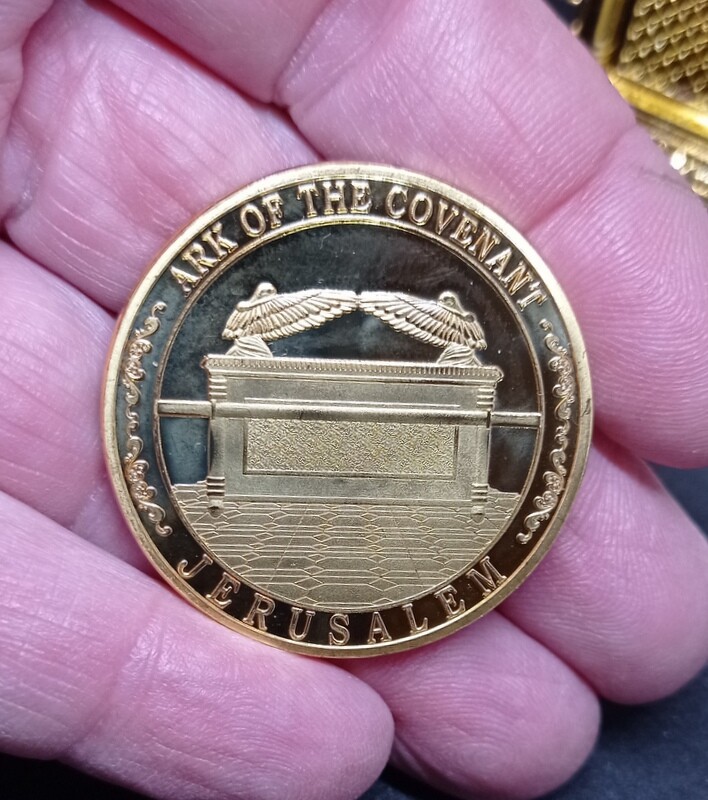 ARK OF THE COVENANT
JERUSALEM